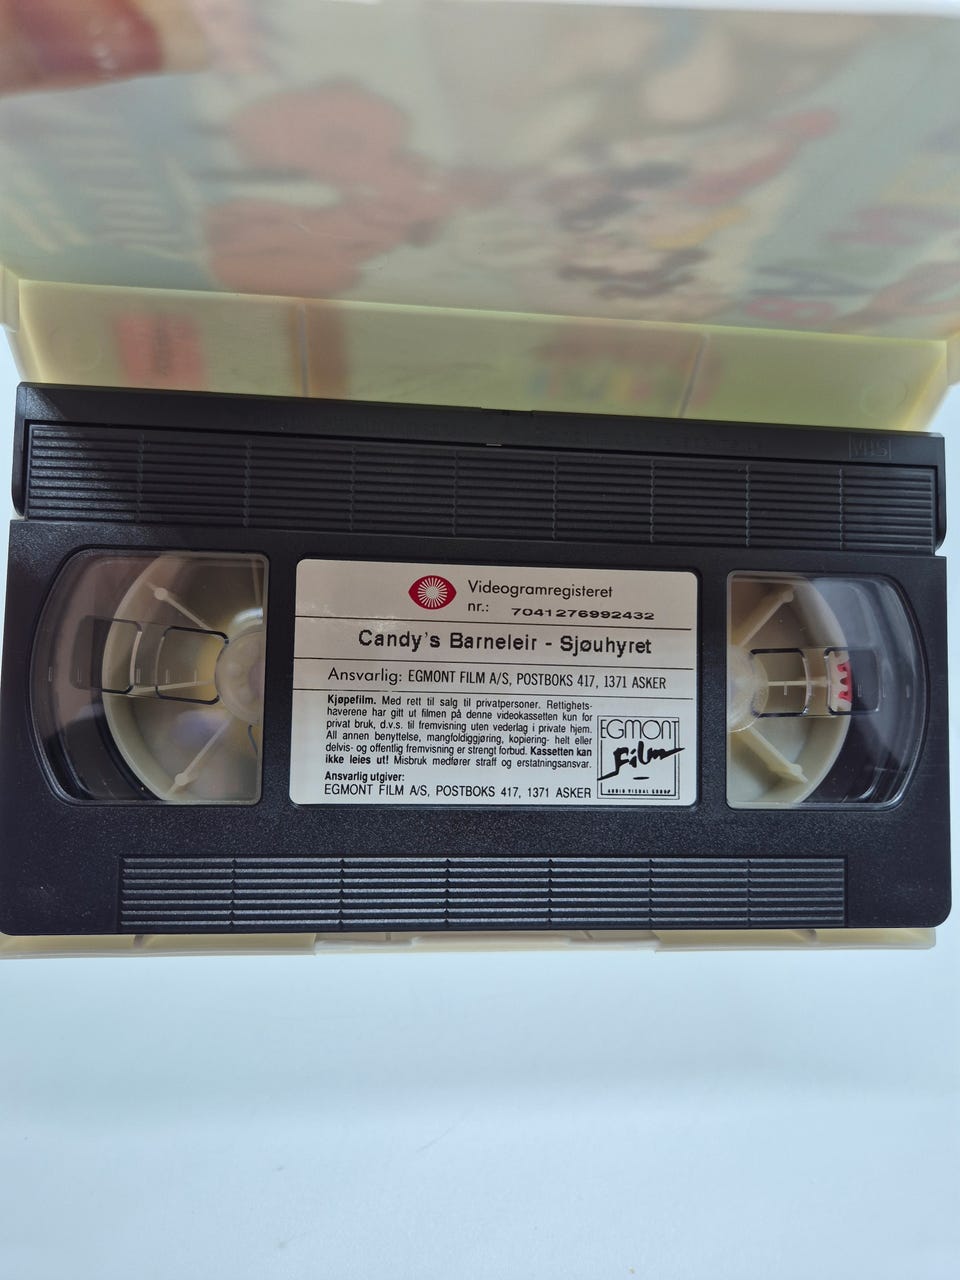 VHS
Videogramregisteret
nr.: 7041276992432
Candy's Barneleir - Sjøuhyret
Ansvarlig: EGMONT FILM A/S, POSTBOKS 417, 1371 ASKER
Kjøpefilm. Med rett til salg til privatpersoner. Rettighets-
haverene har gitt ut filmen på denne videokassetten kun for
privat bruk, d.v.s. til fremvisning uten vederlag i private hjem.
All annen benyttelse, mangfoldiggjøring, kopiering- helt eller
delvis- og offentlig fremvisning er strengt forbud. Kassetten kan
ikke leies ut! Misbruk medfører straff og erstatningsansvar.
Ansvarlig utgiver:
EGMONT FILM A/S, POSTBOKS 417, 1371 ASKER
EGMONT
Film
AUDIO VISUAL GROUP